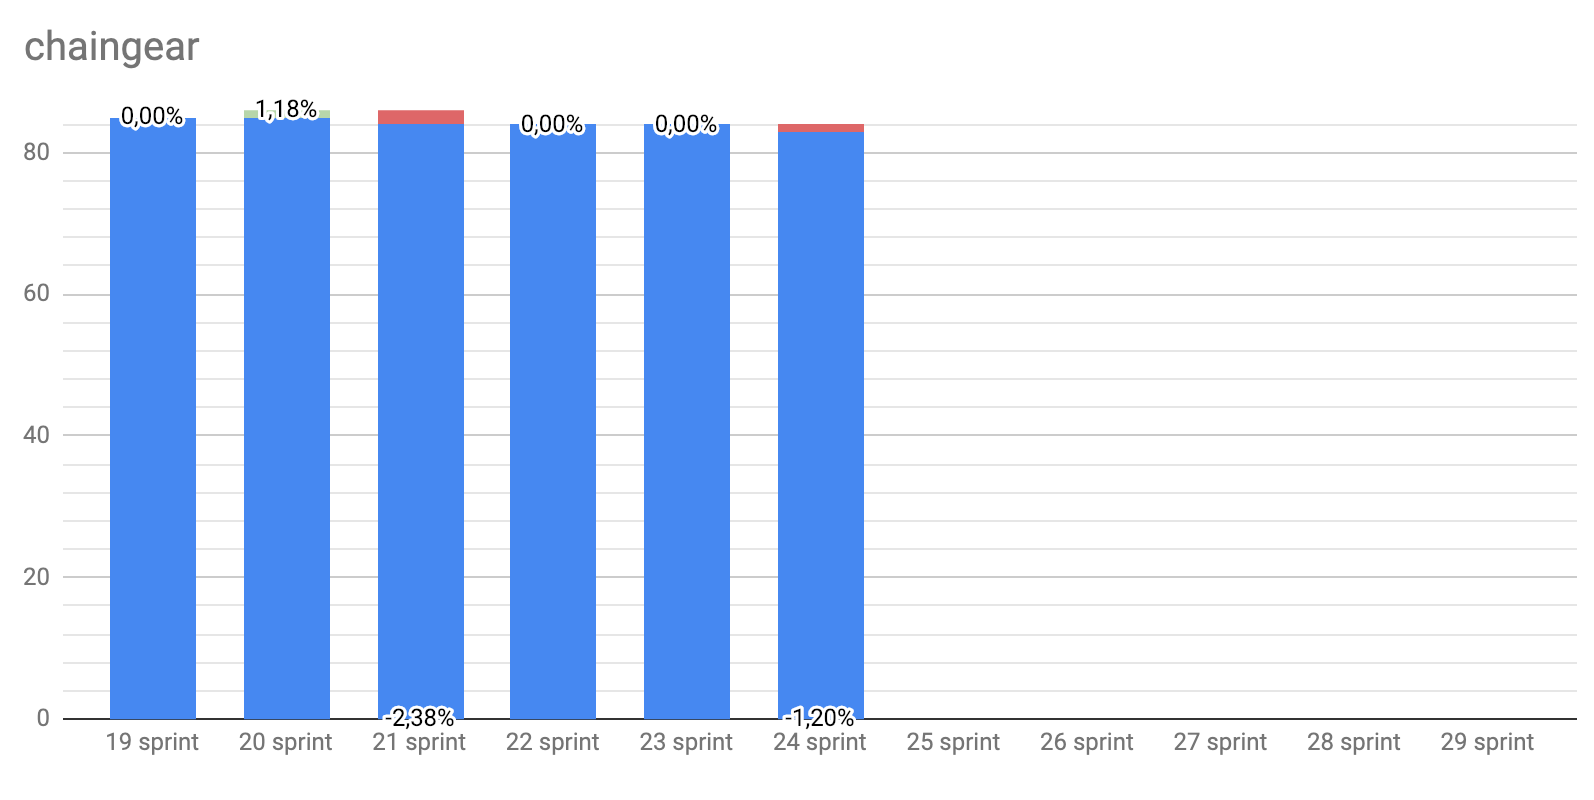 chaingear
0,00%
1,18%
0,00%
0,00%
80
60
40
20
0
-2,38%
-1,20%
19 sprint
20 sprint
21 sprint
22 sprint
23 sprint
24 sprint
25 sprint
26 sprint
27 sprint
28 sprint
29 sprint